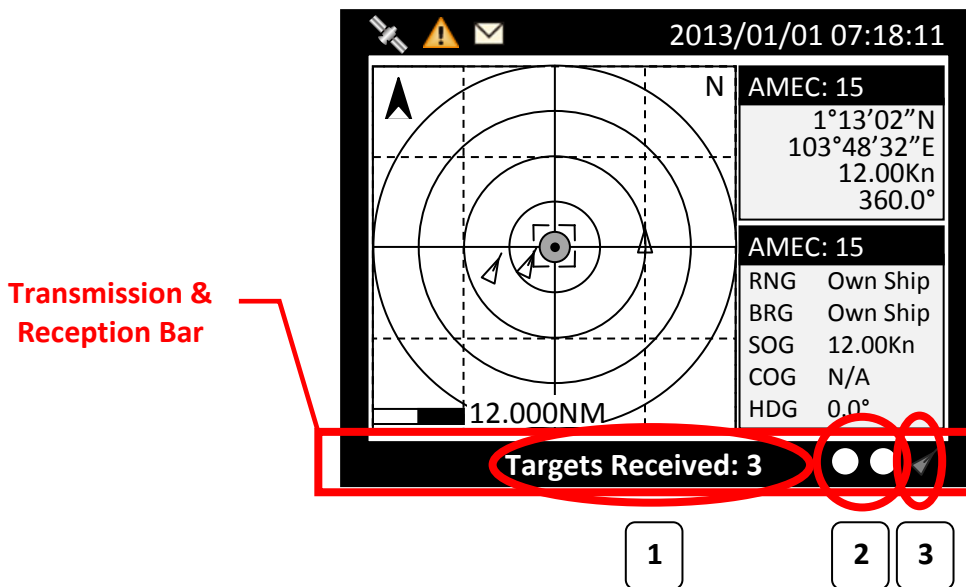 2013/01/01 07:18:11
N
12.000NM
AMEC: 15
1°13’02”N
103°48’32”E
12.00Kn
360.0°
AMEC: 15
RNG Own Ship
BRG Own Ship
SOG 12.00Kn
COG N/A
HDG 0.0°
Transmission &
Reception Bar
Targets Received: 3
1 2 3